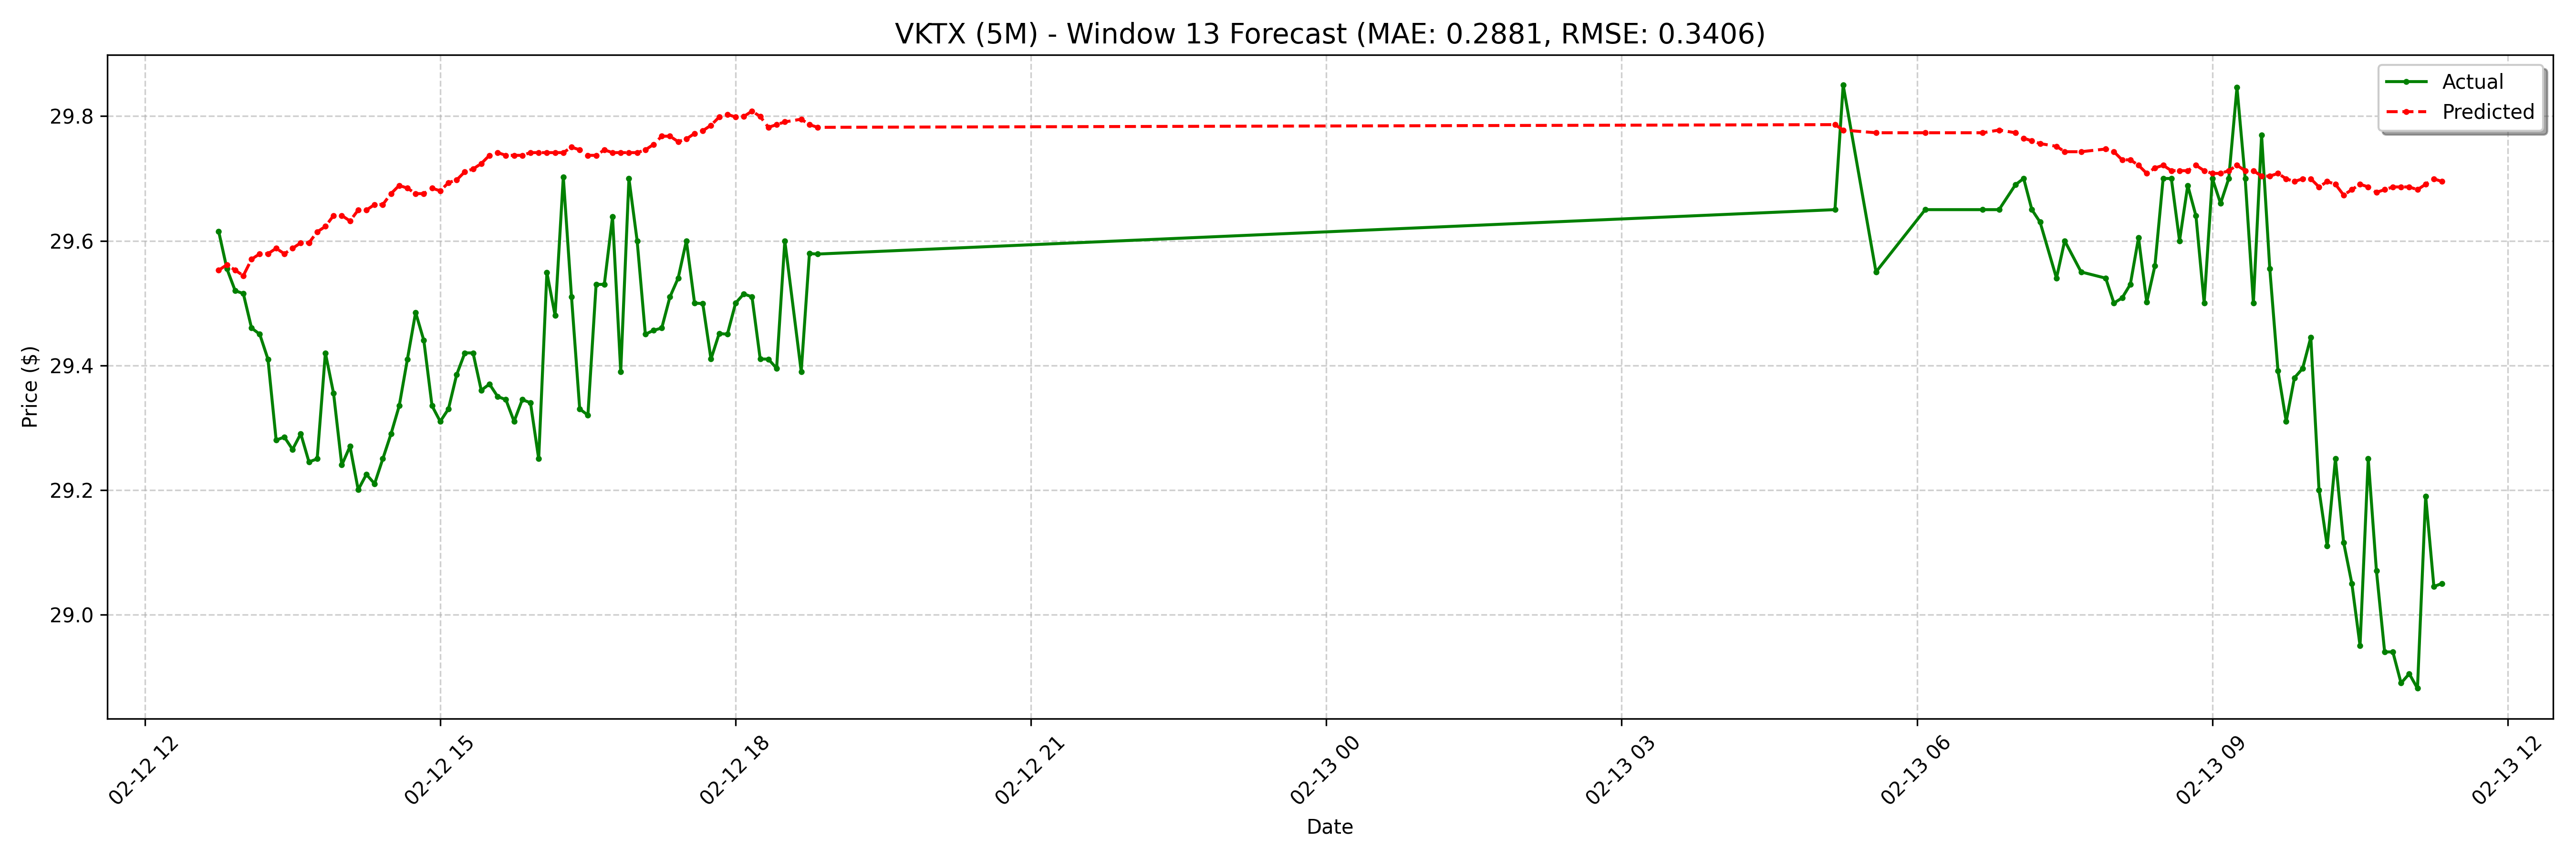 VKTX (5M) - Window 13 Forecast (MAE: 0.2881, RMSE: 0.3406)
Actual
Predicted
29.8
29.6
29.4
29.2
29.0
Price ($)
02-12 12
02-12 15
02-12 18
02-12 21
02-13 00
02-13 03
02-13 06
02-13 09
02-13 12
Date